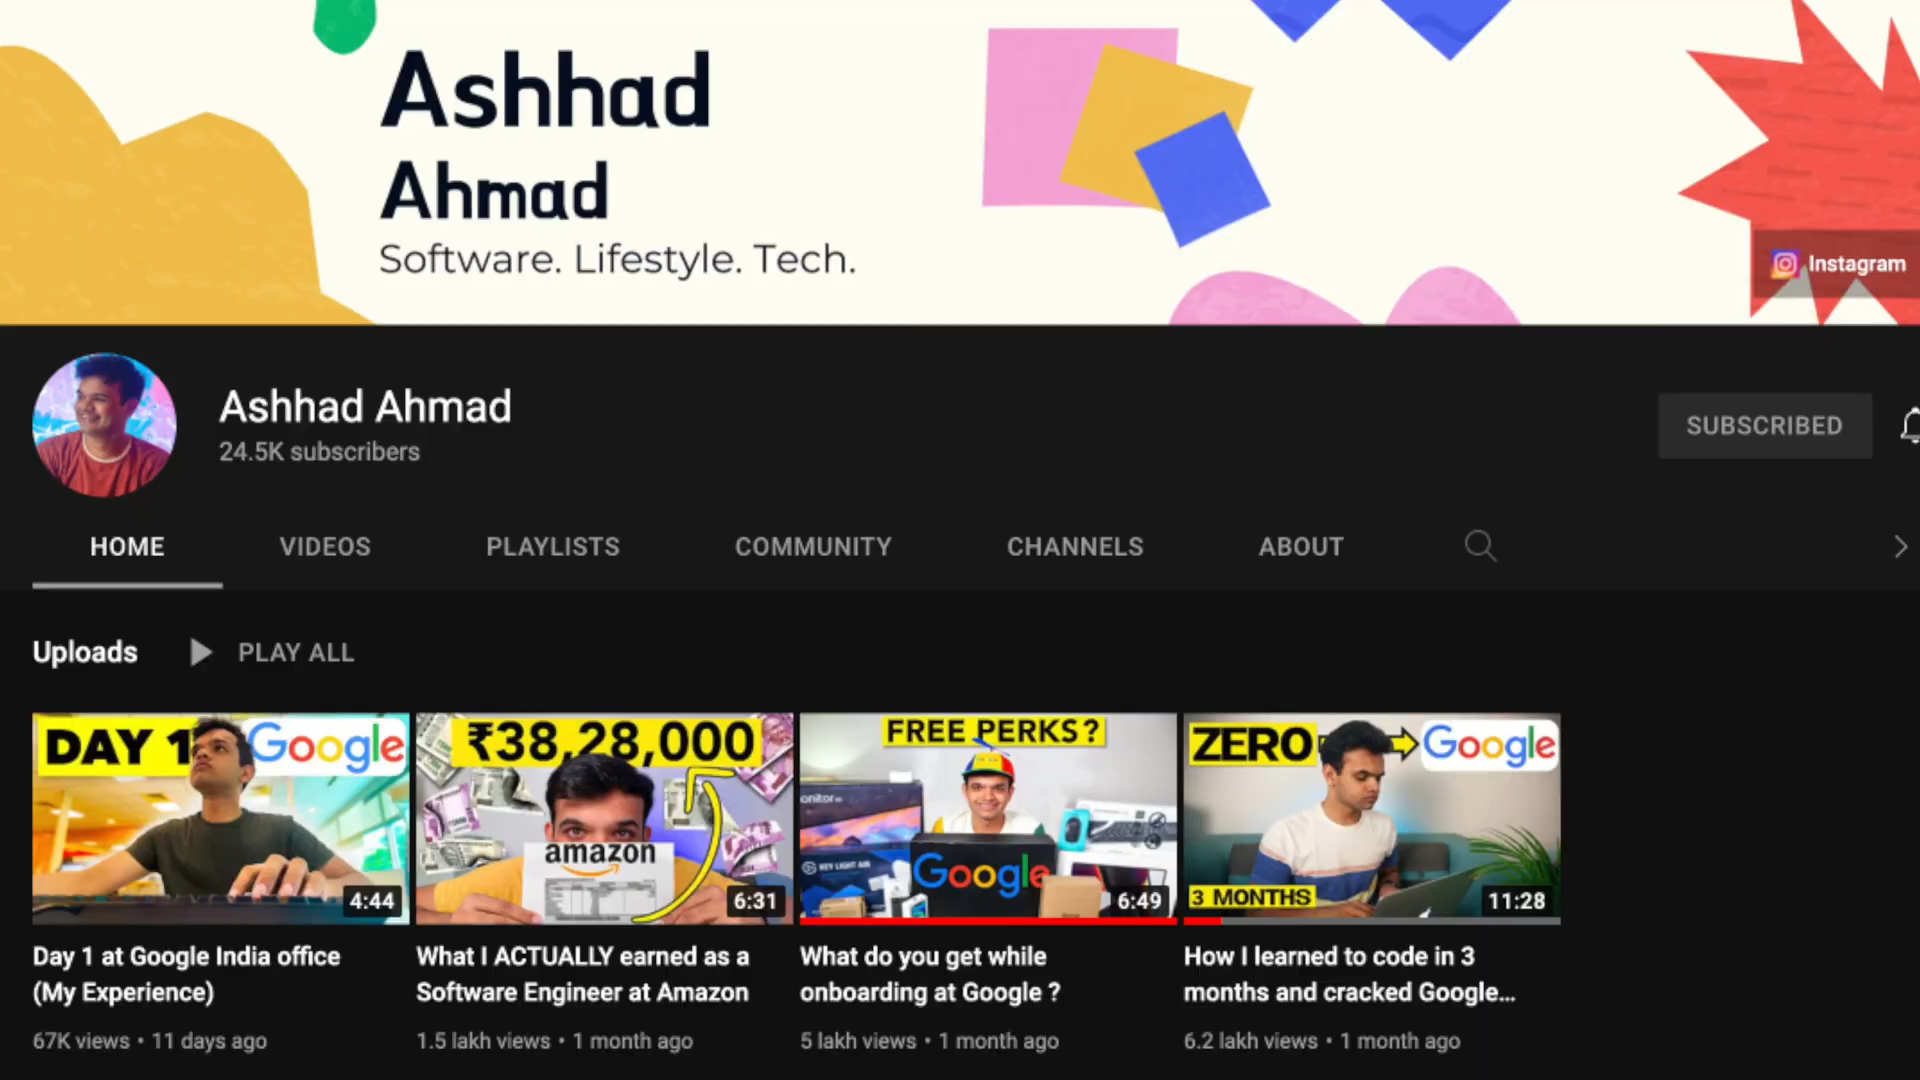 Ashhad
Ahmad
Software. Lifestyle. Tech.
Instagram
Ashhad Ahmad
24.5K subscribers
SUBSCRIBED
HOME VIDEOS PLAYLISTS COMMUNITY CHANNELS ABOUT
Uploads PLAY ALL
DAY 1 Google
4:44
₹38,28,000
amazon
6:31
FREE PERKS?
onitor
KEY LIGHT AIR
Google
6:49
ZERO Google
3 MONTHS
11:28
Day 1 at Google India office
(My Experience)
67K views • 11 days ago
What I ACTUALLY earned as a
Software Engineer at Amazon
1.5 lakh views • 1 month ago
What do you get while
onboarding at Google ?
5 lakh views • 1 month ago
How I learned to code in 3
months and cracked Google...
6.2 lakh views • 1 month ago